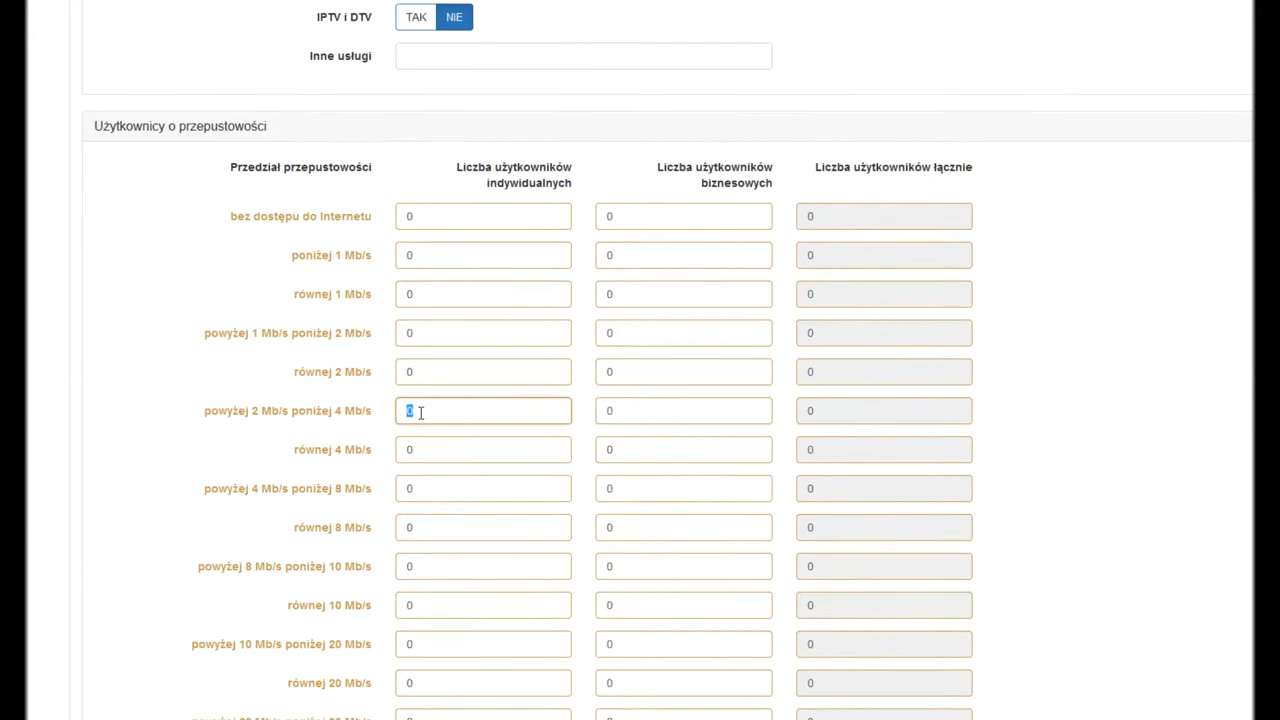 IPTV i DTV TAK NIE
Inne usługi
Użytkownicy o przepustowości
Przedział przepustowości Liczba użytkowników indywidualnych Liczba użytkowników biznesowych Liczba użytkowników łącznie
bez dostępu do Internetu 0 0 0
poniżej 1 Mb/s 0 0 0
równej 1 Mb/s 0 0 0
powyżej 1 Mb/s poniżej 2 Mb/s 0 0 0
równej 2 Mb/s 0 0 0
powyżej 2 Mb/s poniżej 4 Mb/s 0 0 0
równej 4 Mb/s 0 0 0
powyżej 4 Mb/s poniżej 8 Mb/s 0 0 0
równej 8 Mb/s 0 0 0
powyżej 8 Mb/s poniżej 10 Mb/s 0 0 0
równej 10 Mb/s 0 0 0
powyżej 10 Mb/s poniżej 20 Mb/s 0 0 0
równej 20 Mb/s 0 0 0